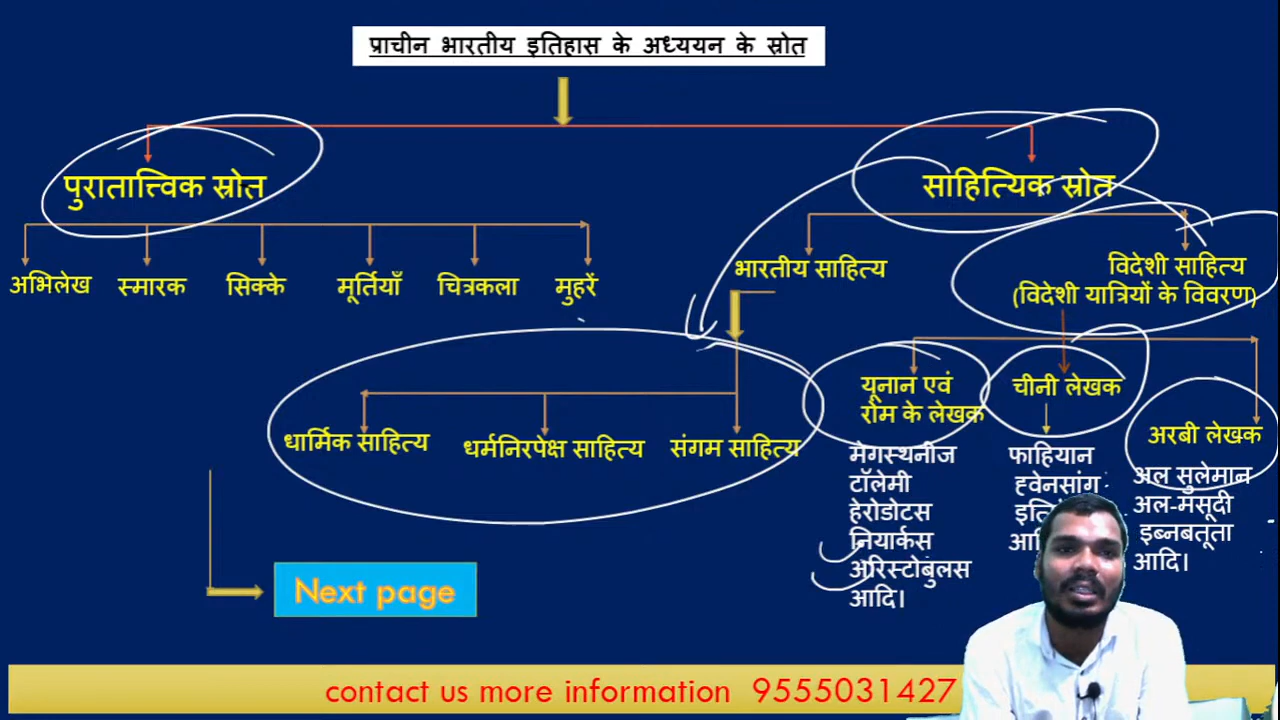 प्राचीन भारतीय इतिहास के अध्ययन के स्रोत
पुरातात्त्विक स्रोत
साहित्यिक स्रोत
अभिलेख
स्मारक
सिक्के
मूर्तियाँ
चित्रकला
मुहरें
भारतीय साहित्य
विदेशी साहित्य
(विदेशी यात्रियों के विवरण)
धार्मिक साहित्य
धर्मनिरपेक्ष साहित्य
संगम साहित्य
यूनान एवं
रोम के लेखक
मेगस्थनीज
टॉलेमी
हेरोडोटस
नियार्कस
अरिस्टोबुलस
आदि।
चीनी लेखक
फाहियान
ह्वेनसांग
अरबी लेखक
अल सुलेमान
अल-मसूदी
इब्नबतूता
आदि।
Next page
contact us more information 9555031427